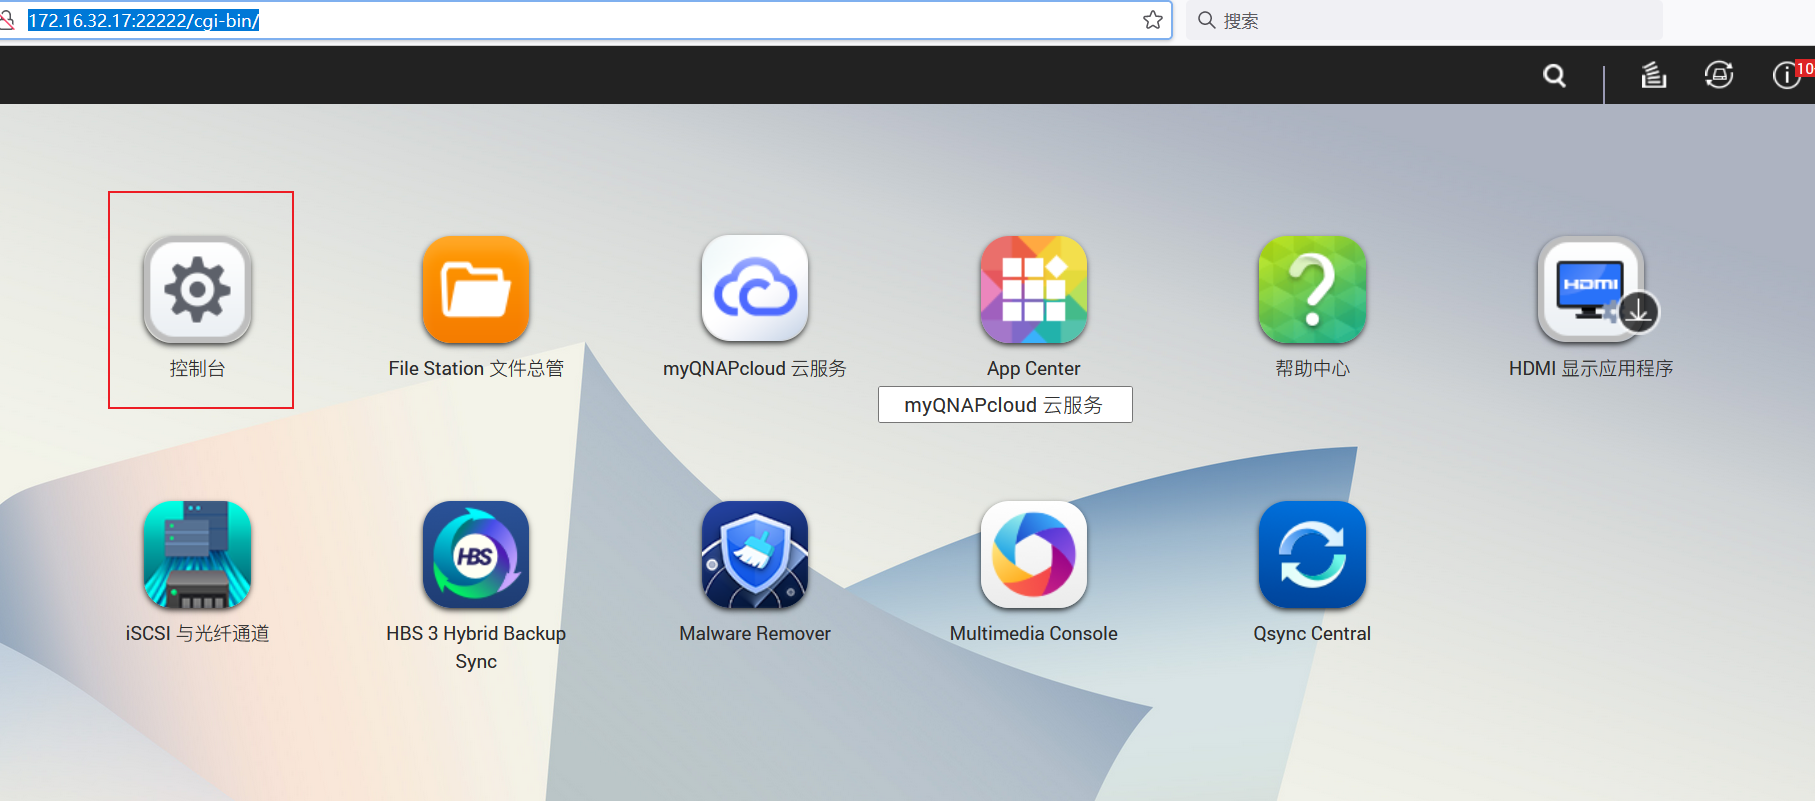 172.16.32.17:22222/cgi-bin/
搜索
10
控制台
File Station 文件总管
myQNAPcloud 云服务
App Center
帮助中心
HDMI
HDMI 显示应用程序
myQNAPcloud 云服务
iSCSI 与光纤通道
HBS
HBS 3 Hybrid Backup
Sync
Malware Remover
Multimedia Console
Qsync Central